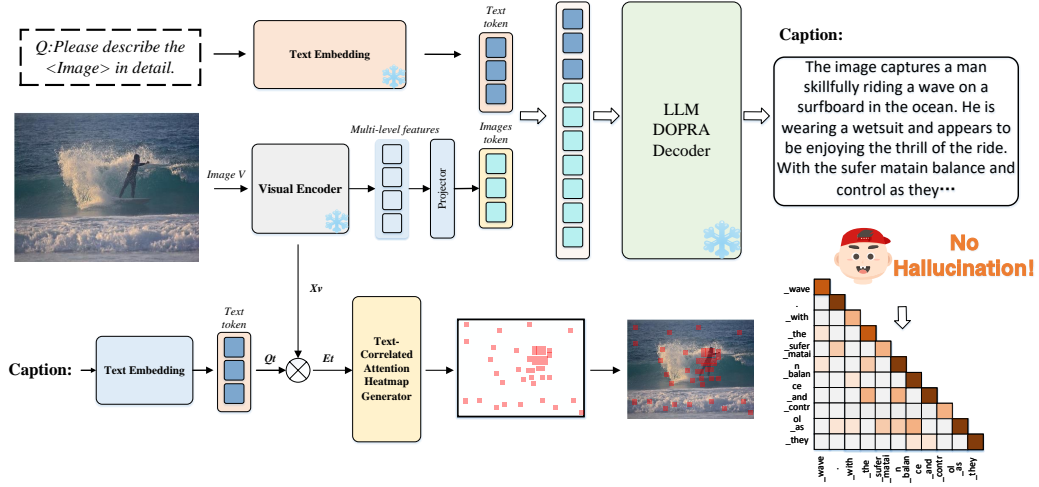 Q:Please describe the
<Image> in detail.
Text Embedding
Text
token
Caption:
The image captures a man
skillfully riding a wave on a
surfboard in the ocean. He is
wearing a wetsuit and appears to
be enjoying the thrill of the ride.
With the sufer matain balance and
control as they···
LLM
DOPRA
Decoder
Image V
Visual Encoder
Multi-level features
Projector
Images
token
No
Hallucination!
Xv
Caption:
Text Embedding
Text
token
Qt
Et
Text-
Correlated
Attention
Heatmap
Generator
_wave
.
_with
_the
_sufer
_matai
n
_balan
ce
_and
_contr
ol
_as
_they
_wave
.
_with
_the
_sufer
_matai
n
_balan
ce
_and
_contr
ol
_as
_they